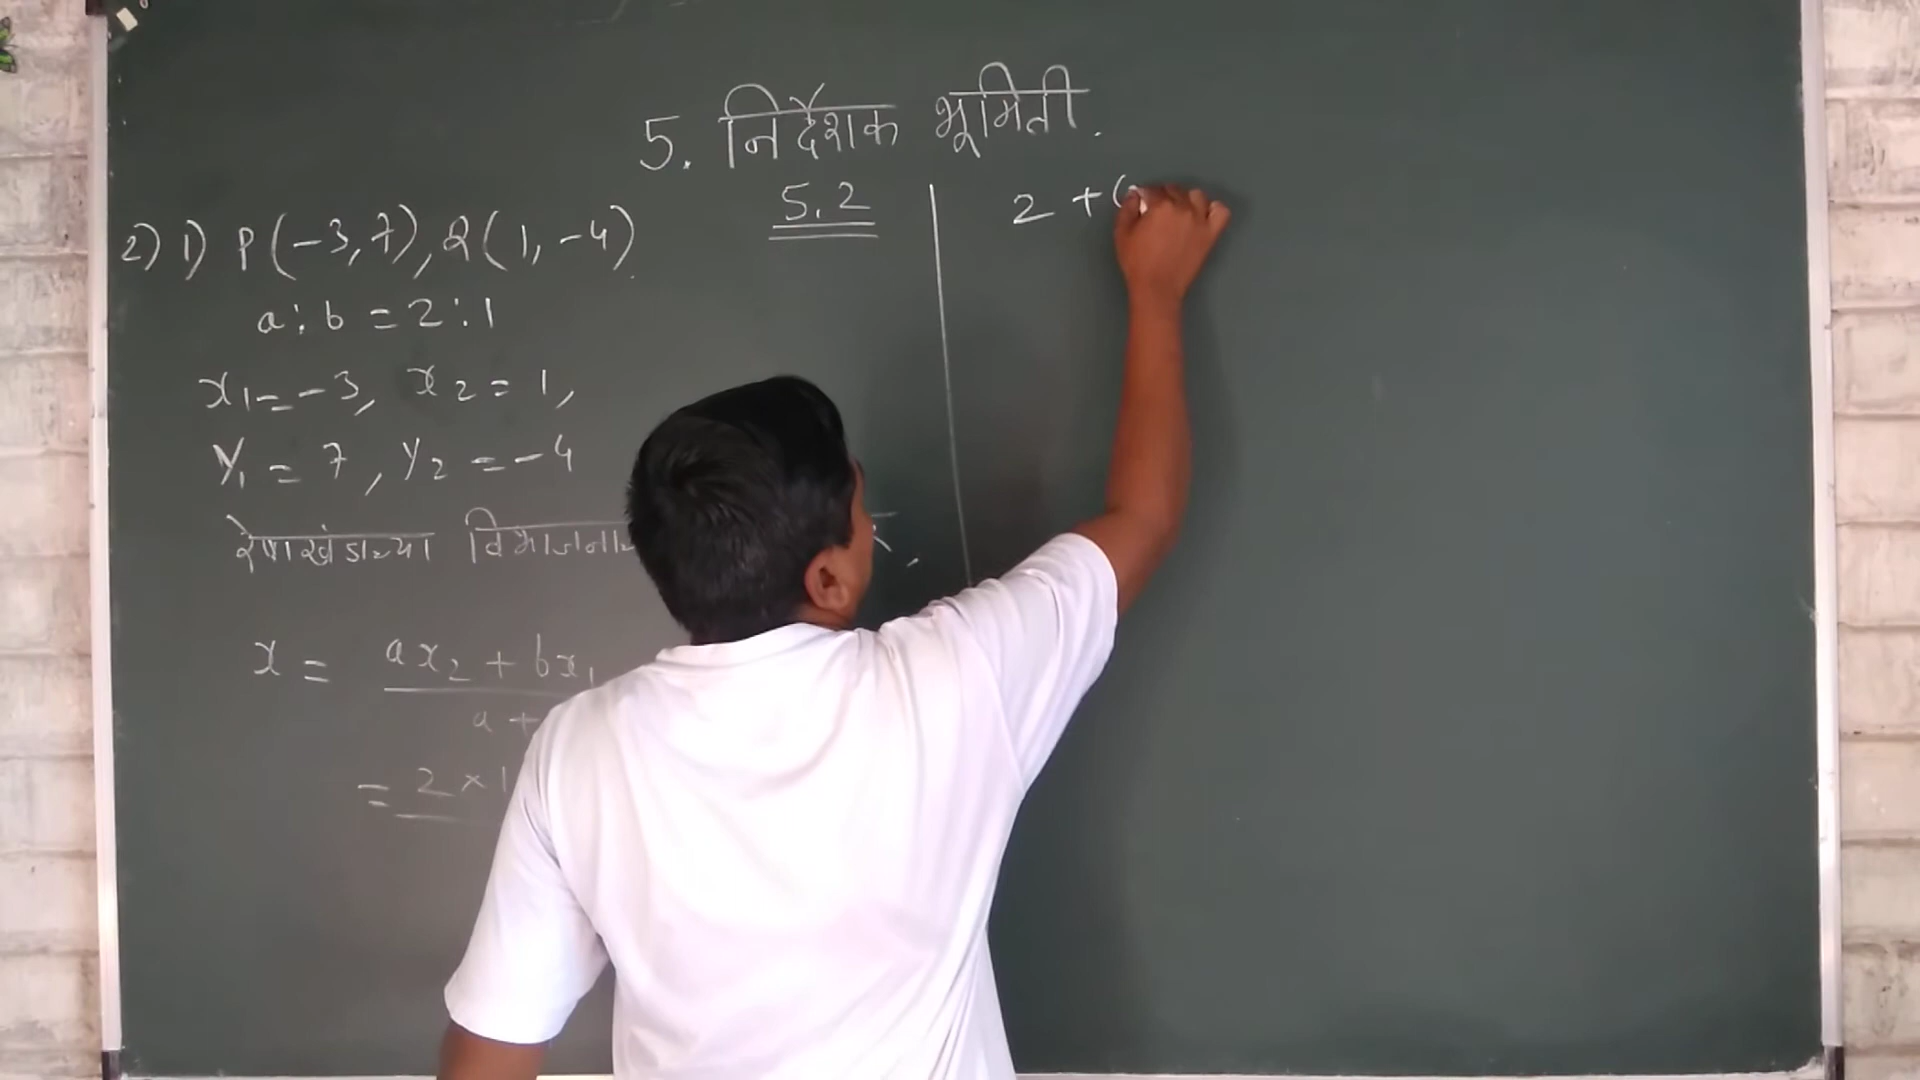 5. निर्देशक भूमिती.
5.2
2) 1) P(-3,7), Q(1,-4).
a:b = 2:1
x₁ = -3, x₂ = 1,
y₁ = 7, y₂ = -4
रेषाखंडाच्या
x = ax₂ + bx₁
a +
= 2 × 1
2 + (